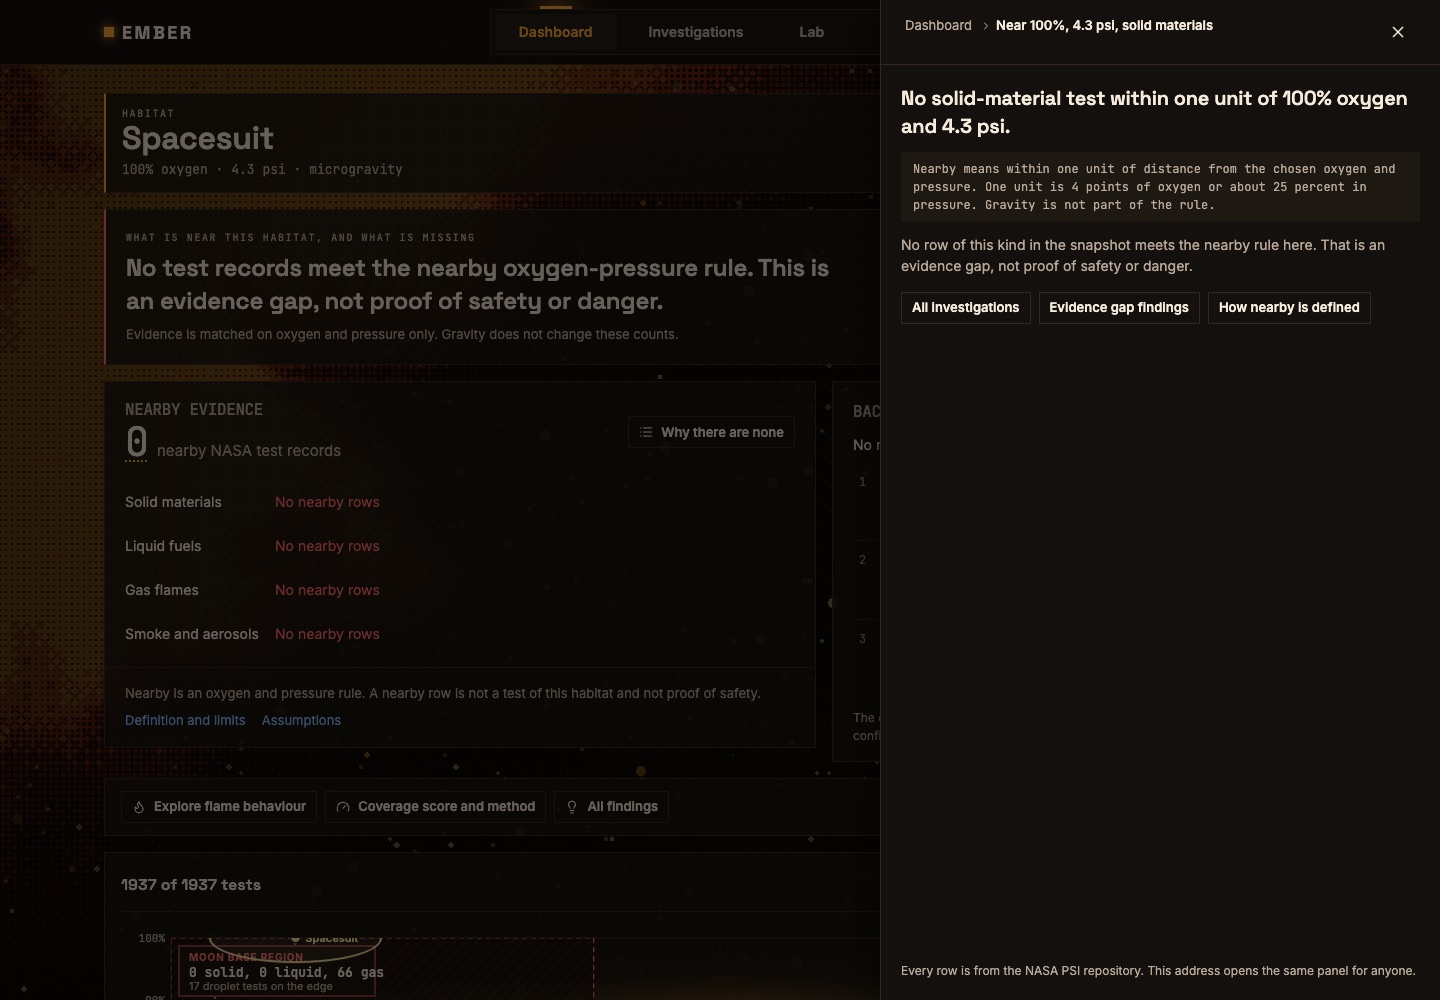 EMBER
Dashboard
Investigations
Lab
HABITAT
Spacesuit
100% oxygen · 4.3 psi · microgravity
WHAT IS NEAR THIS HABITAT, AND WHAT IS MISSING
No test records meet the nearby oxygen-pressure rule. This is
an evidence gap, not proof of safety or danger.
Evidence is matched on oxygen and pressure only. Gravity does not change these counts.
NEARBY EVIDENCE
0 nearby NASA test records
Why there are none
Solid materials No nearby rows
Liquid fuels No nearby rows
Gas flames No nearby rows
Smoke and aerosols No nearby rows
Nearby is an oxygen and pressure rule. A nearby row is not a test of this habitat and not proof of safety.
Definition and limits Assumptions
BAC
No r
1
2
3
The
confi
Explore flame behaviour
Coverage score and method
All findings
1937 of 1937 tests
100%
Spacesuit
MOON BASE REGION
0 solid, 0 liquid, 66 gas
17 droplet tests on the edge
Dashboard › Near 100%, 4.3 psi, solid materials
No solid-material test within one unit of 100% oxygen
and 4.3 psi.
Nearby means within one unit of distance from the chosen oxygen and
pressure. One unit is 4 points of oxygen or about 25 percent in
pressure. Gravity is not part of the rule.
No row of this kind in the snapshot meets the nearby rule here. That is an
evidence gap, not proof of safety or danger.
All investigations
Evidence gap findings
How nearby is defined
Every row is from the NASA PSI repository. This address opens the same panel for anyone.